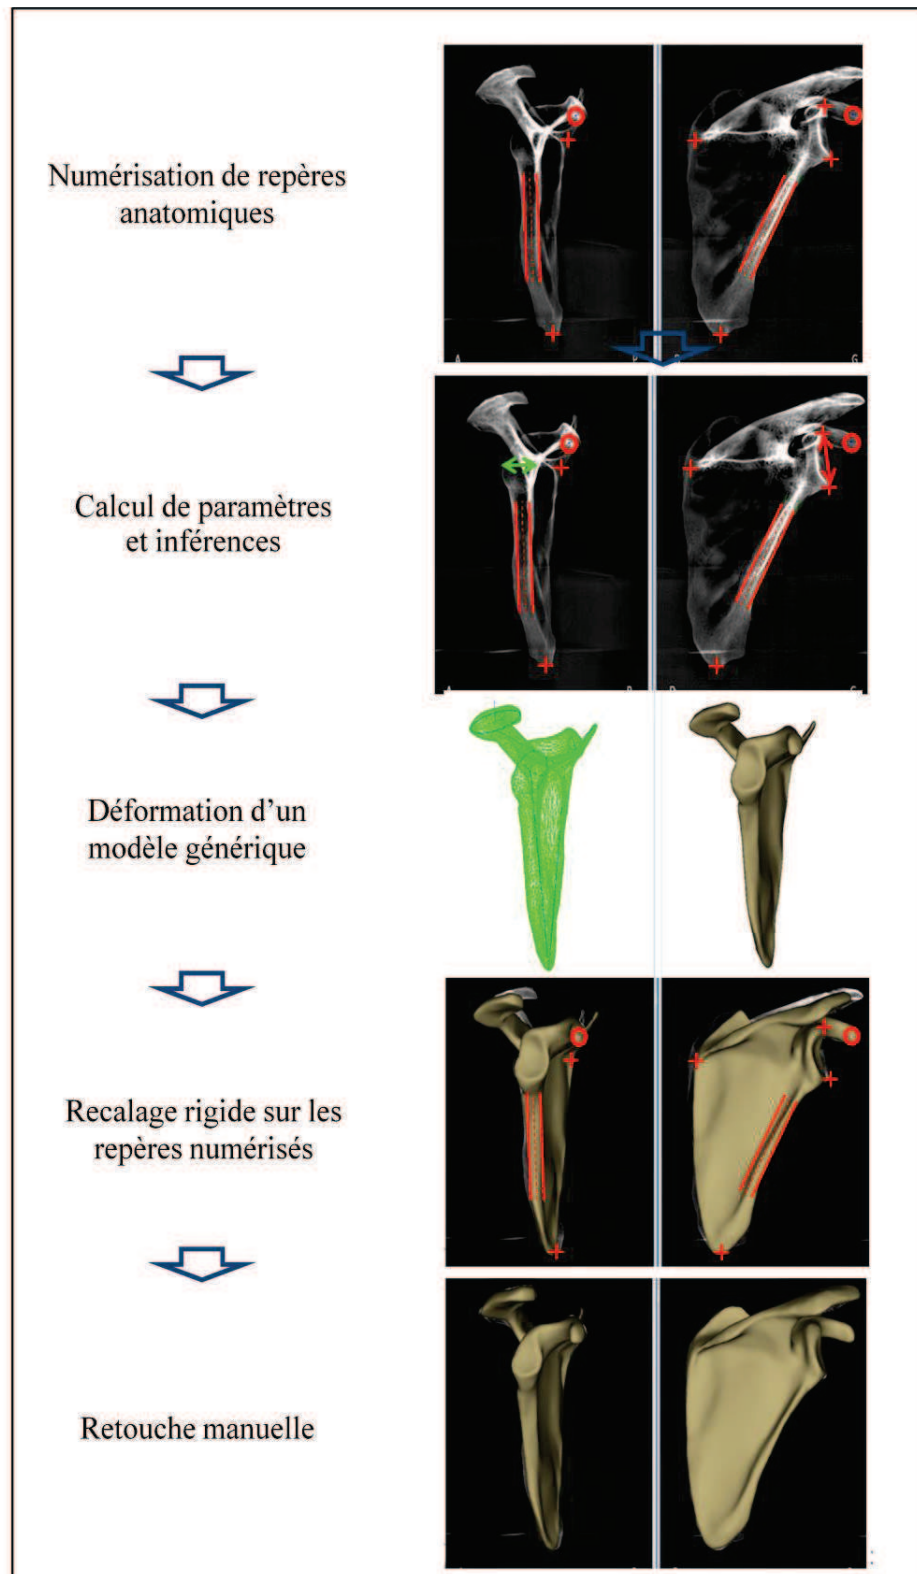 Numérisation de repères
anatomiques
A
G
Calcul de paramètres
et inférences
Déformation d’un
modèle générique
Recalage rigide sur les
repères numérisés
Retouche manuelle